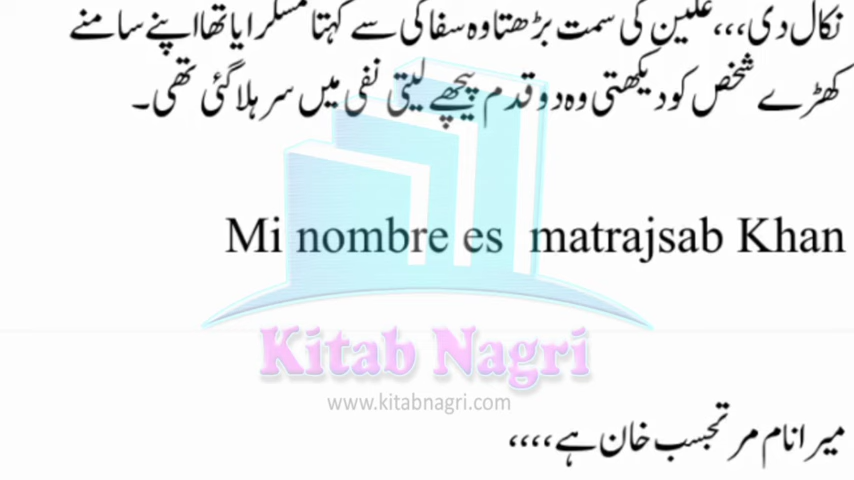 نکال دی،،، علین کی سمت بڑھتا وہ سفاکی سے کہتا مسکرایا تھا اپنے سامنے
کھڑے شخص کو دیکھتی وہ دو قدم پیچھے لیتی نفی میں سر ہلا گئی تھی۔
Mi nombre es matrajsab Khan
Kitab Nagri
www.kitabnagri.com
میرا نام مرتجسب خان ہے،،،،